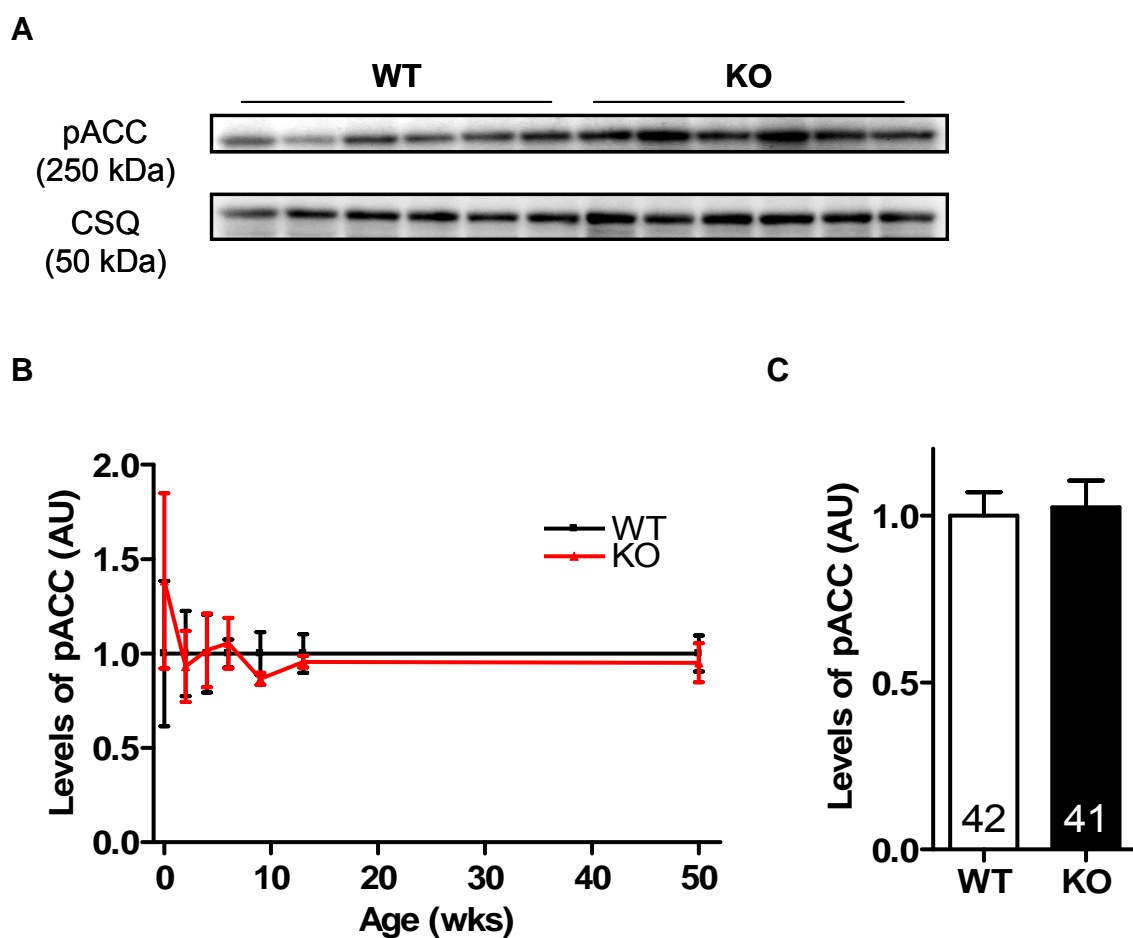 A
WT KO
pACC
(250 kDa)
CSQ
(50 kDa)
B
C
Levels of pACC (AU)
2.0
1.5
1.0
0.5
0.0
WT
KO
0 10 20 30 40 50
Age (wks)
Levels of pACC (AU)
1.0
0.5
0.0
42 41
WT KO